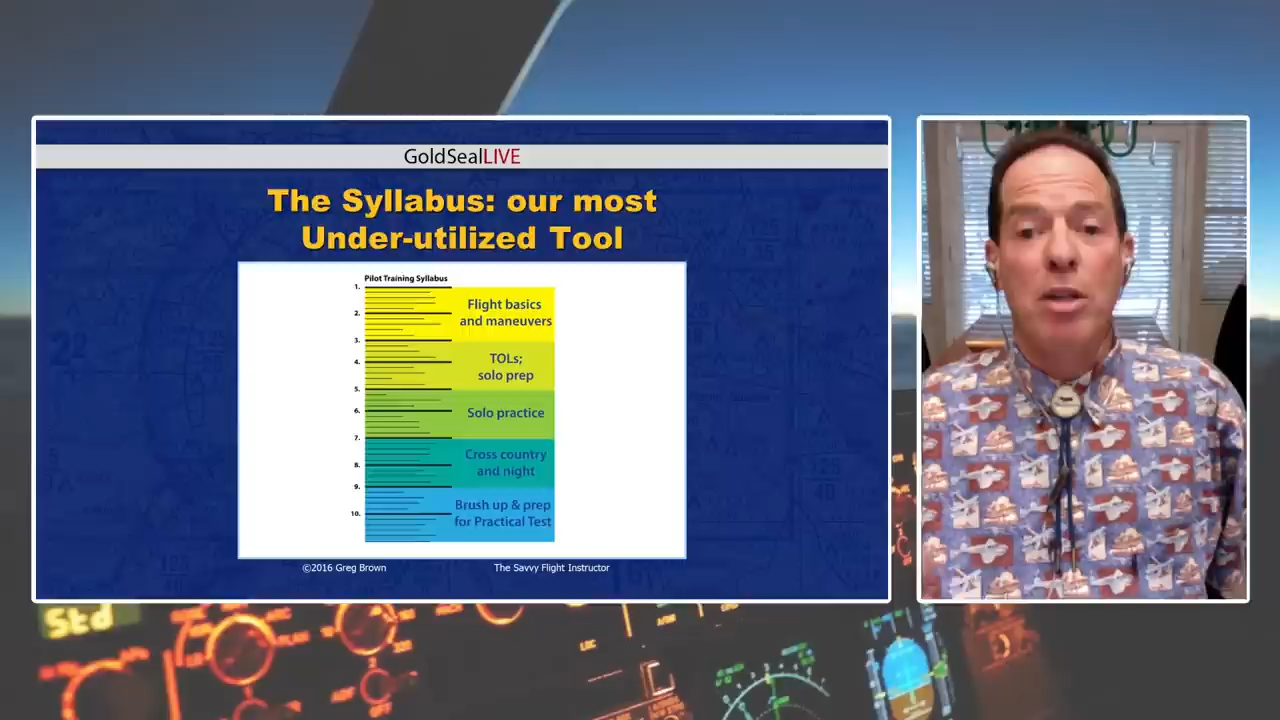 GoldSealLIVE
The Syllabus: our most
Under-utilized Tool
Pilot Training Syllabus
1.
Flight basics
2.
and maneuvers
3.
TOLs;
4.
solo prep
5.
6.
Solo practice
7.
Cross country
8.
and night
9.
Brush up & prep
10.
for Practical Test
©2016 Greg Brown
The Savvy Flight Instructor
Std